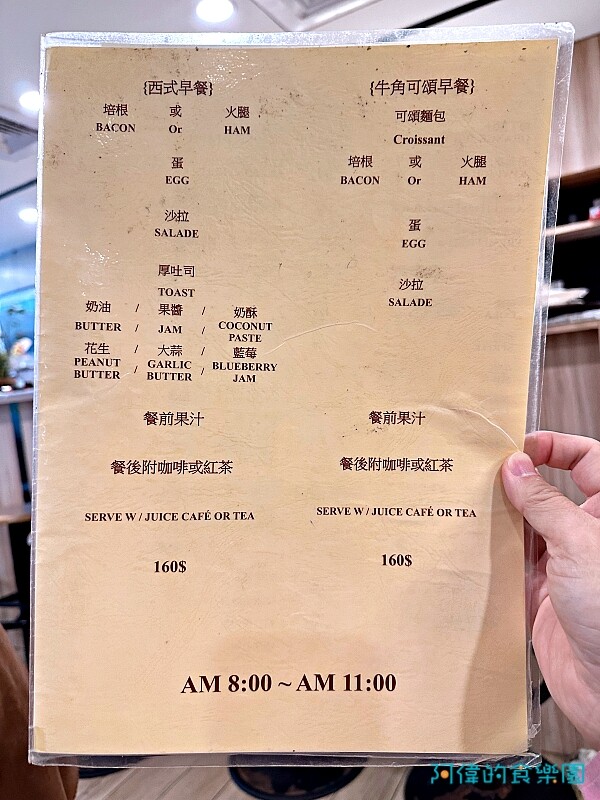 {西式早餐}
培根 或 火腿
BACON Or HAM
蛋
EGG
沙拉
SALADE
厚吐司
TOAST
奶油 / 果醬 / 奶酥
BUTTER / JAM / COCONUT PASTE
花生 / 大蒜 / 藍莓
PEANUT BUTTER / GARLIC BUTTER / BLUEBERRY JAM
餐前果汁
餐後附咖啡或紅茶
SERVE W / JUICE CAFÉ OR TEA
160$
{牛角可頌早餐}
可頌麵包
Croissant
培根 或 火腿
BACON Or HAM
蛋
EGG
沙拉
SALADE
餐前果汁
餐後附咖啡或紅茶
SERVE W / JUICE CAFÉ OR TEA
160$
AM 8:00 ~ AM 11:00
阿偉的食樂園